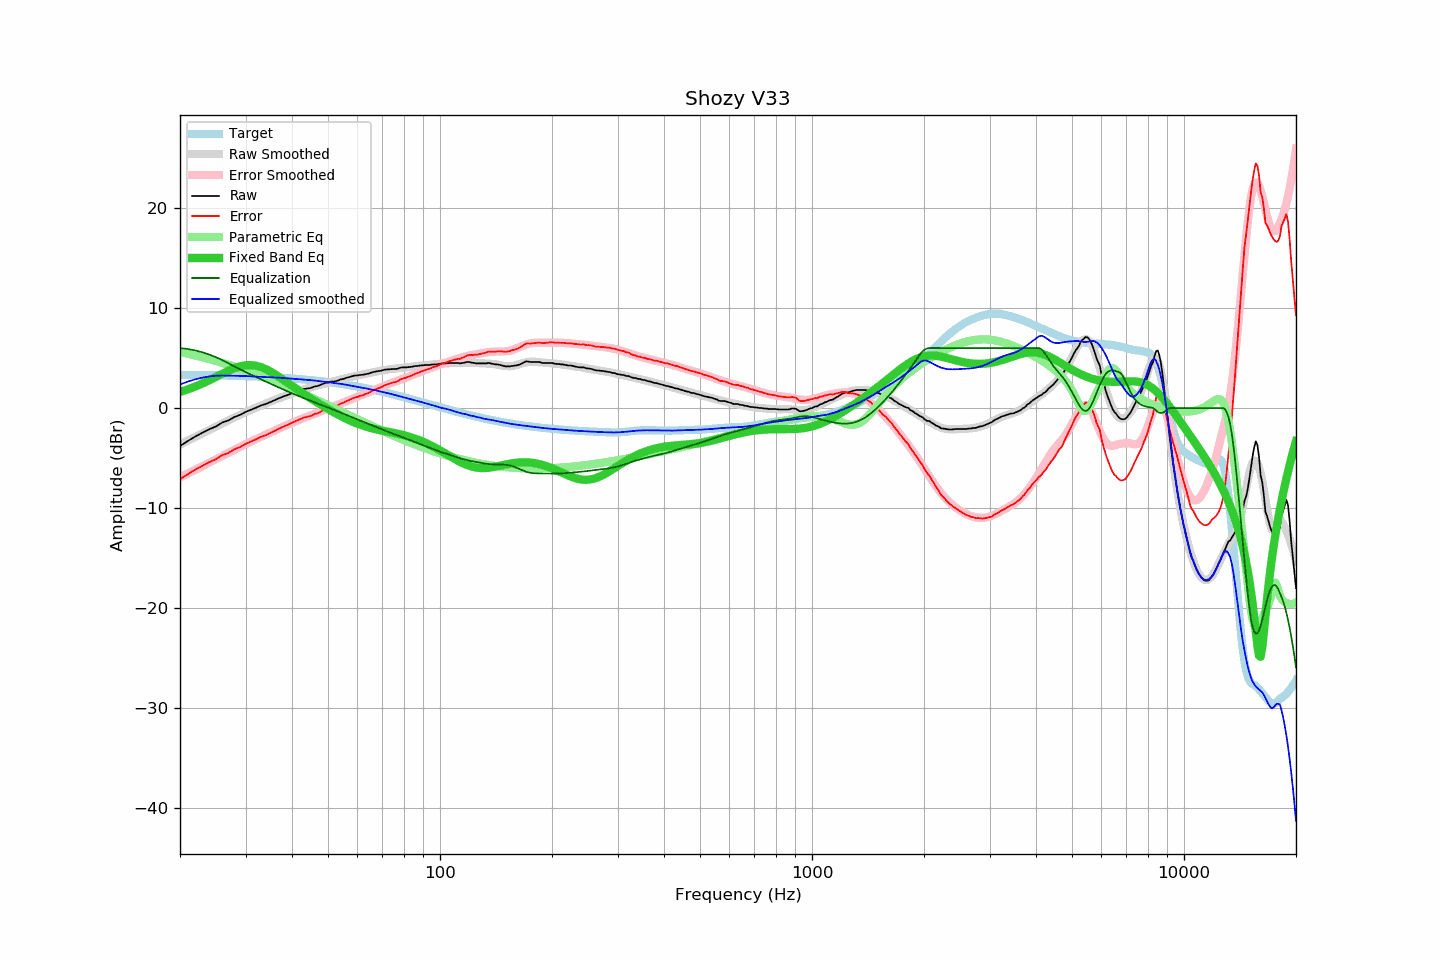 Shozy V33
Target
Raw Smoothed
Error Smoothed
Raw
Error
Parametric Eq
Fixed Band Eq
Equalization
Equalized smoothed
20
10
0
−10
−20
−30
−40
Amplitude (dBr)
100
1000
10000
Frequency (Hz)